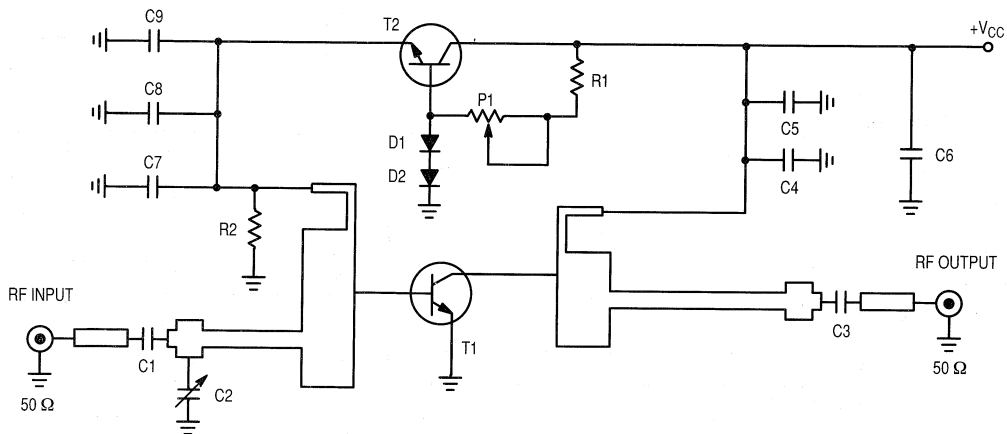 C9
T2
+VCC
R1
C8
P1
C5
D1
C7
D2
C4
C6
R2
RF INPUT
RF OUTPUT
C1
T1
C3
C2
50 Ω
50 Ω